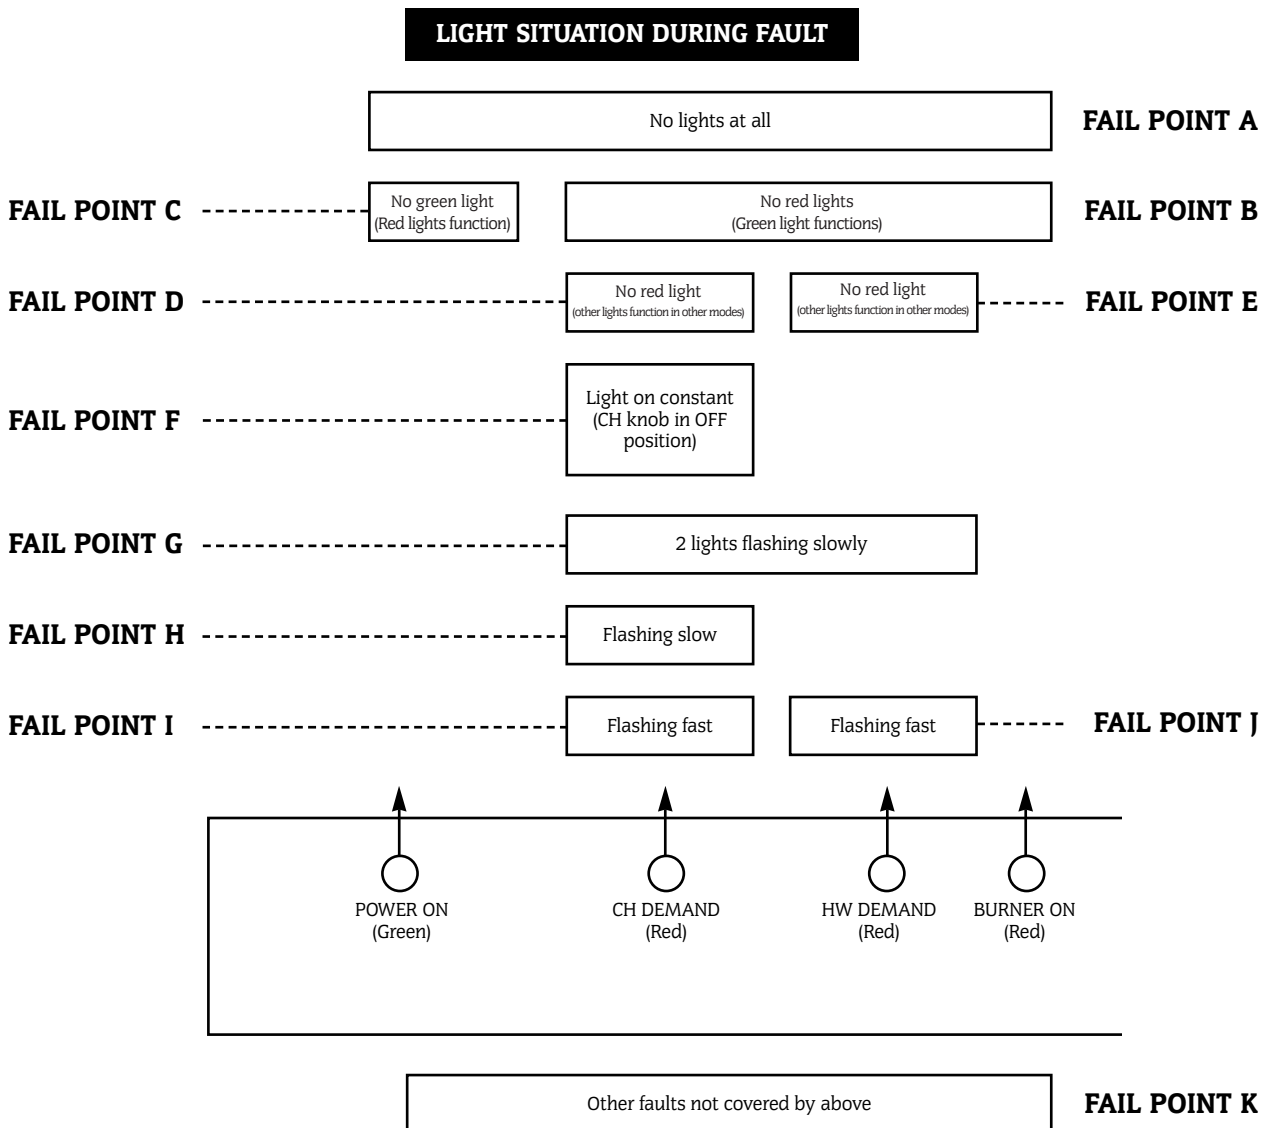 LIGHT SITUATION DURING FAULT
No lights at all
FAIL POINT A
FAIL POINT C
No green light
(Red lights function)
No red lights
(Green light functions)
FAIL POINT B
FAIL POINT D
No red light
(other lights function in other modes)
No red light
(other lights function in other modes)
FAIL POINT E
FAIL POINT F
Light on constant
(CH knob in OFF
position)
FAIL POINT G
2 lights flashing slowly
FAIL POINT H
Flashing slow
FAIL POINT I
Flashing fast
Flashing fast
FAIL POINT J
POWER ON
(Green)
CH DEMAND
(Red)
HW DEMAND
(Red)
BURNER ON
(Red)
Other faults not covered by above
FAIL POINT K